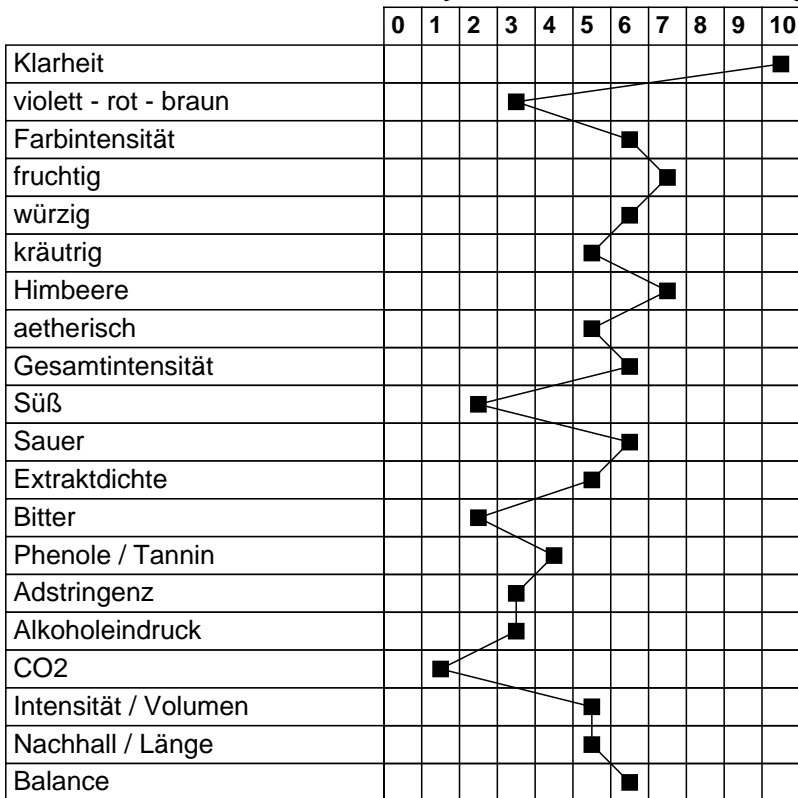 0 1 2 3 4 5 6 7 8 9 10
Klarheit
violett - rot - braun
Farbintensität
fruchtig
würzig
kräutrig
Himbeere
aetherisch
Gesamtintensität
Süß
Sauer
Extraktdichte
Bitter
Phenole / Tannin
Adstringenz
Alkoholeindruck
CO2
Intensität / Volumen
Nachhall / Länge
Balance